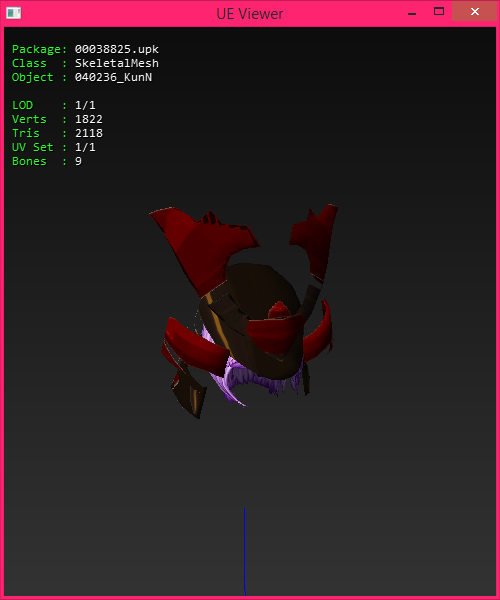 UE Viewer
Package: 00038825.upk
Class  : SkeletalMesh
Object : 040236_KunN
LOD    : 1/1
Verts  : 1822
Tris   : 2118
UV Set : 1/1
Bones  : 9